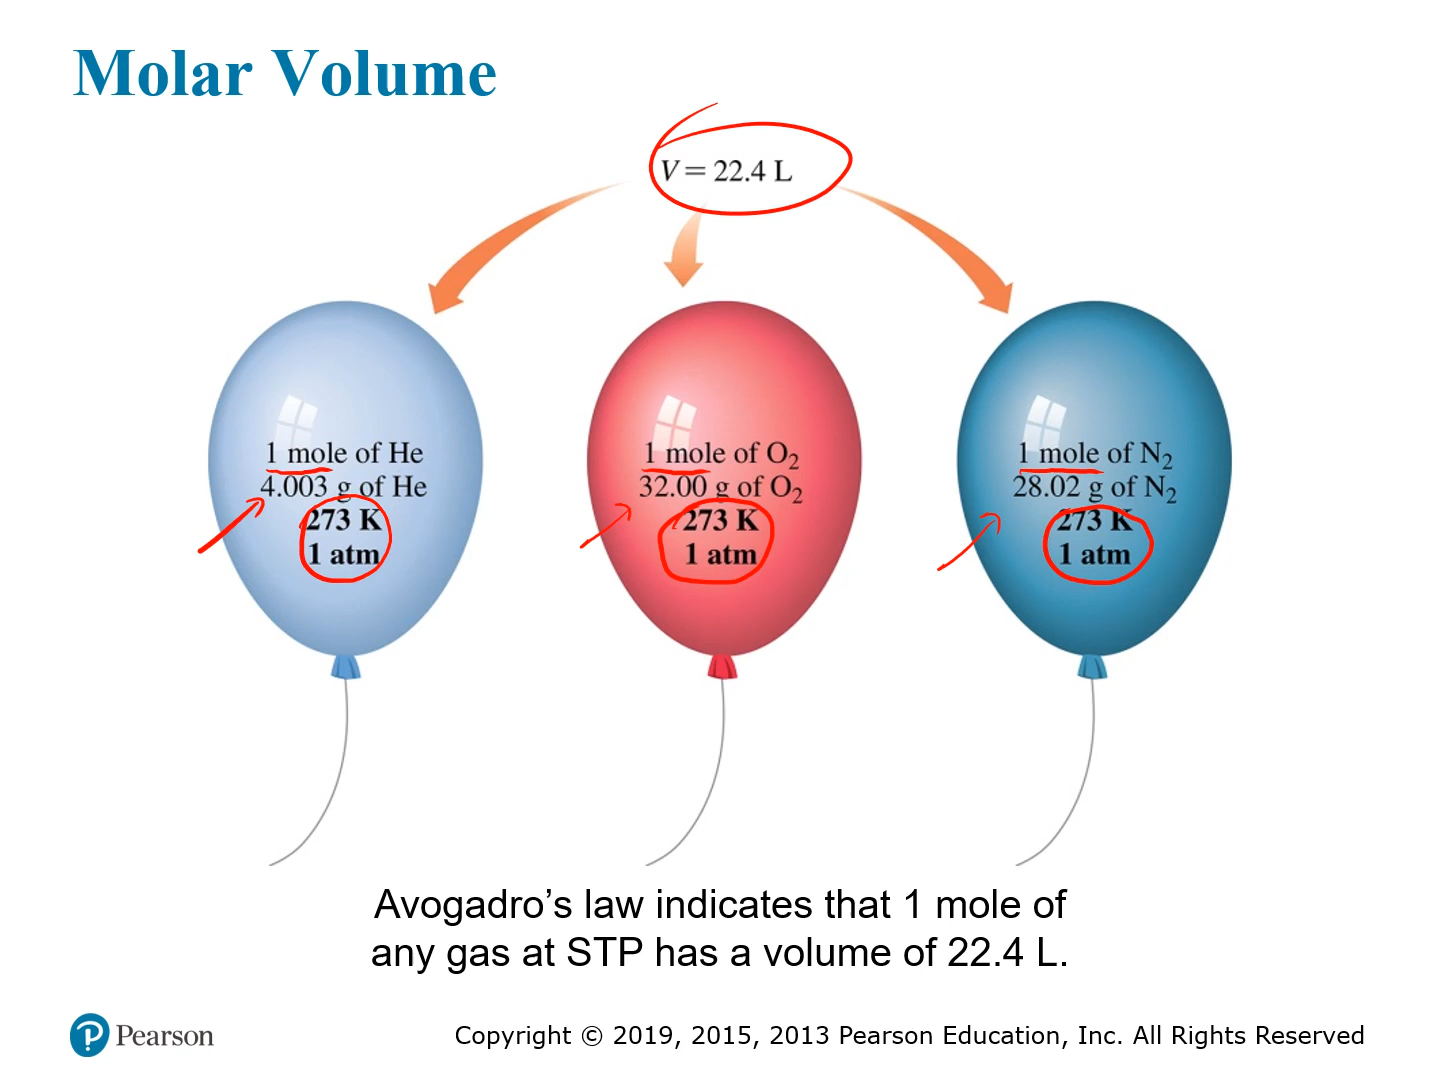 Molar Volume
V = 22.4 L
1 mole of He
4.003 g of He
273 K
1 atm
1 mole of O₂
32.00 g of O₂
273 K
1 atm
1 mole of N₂
28.02 g of N₂
273 K
1 atm
Avogadro’s law indicates that 1 mole of
any gas at STP has a volume of 22.4 L.
Pearson
Copyright © 2019, 2015, 2013 Pearson Education, Inc. All Rights Reserved